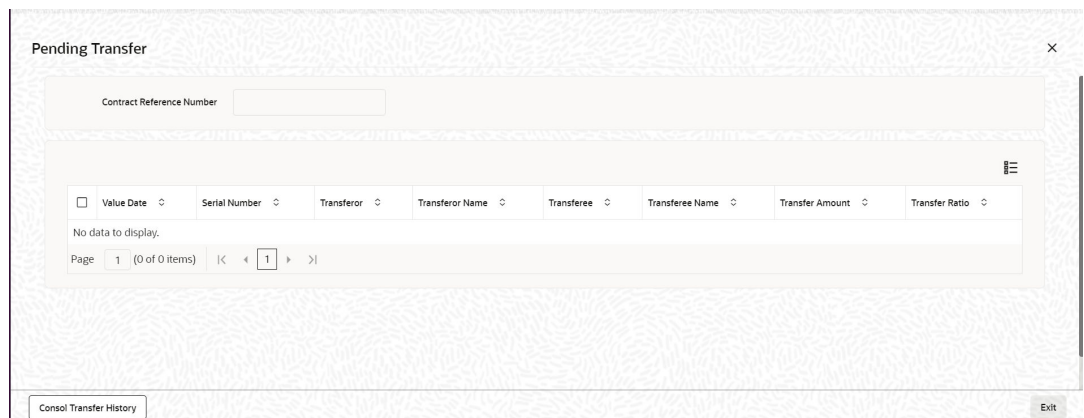 Pending Transfer
Contract Reference Number
Value Date Serial Number Transferor Transferor Name Transferee Transferee Name Transfer Amount Transfer Ratio
No data to display.
Page 1 (0 of 0 items) 1
Consol Transfer History Exit